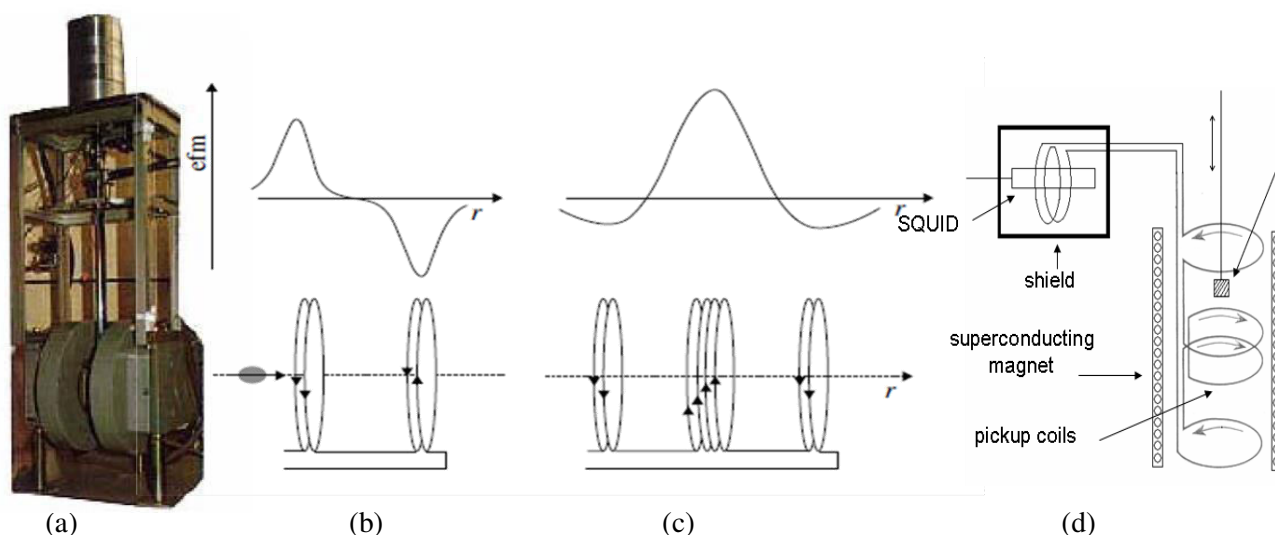 efm
r
r
SQUID
shield
superconducting
magnet
r
pickup coils
(a)
(b)
(c)
(d)